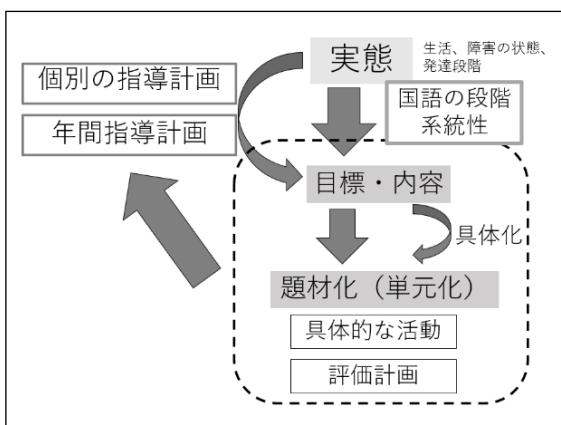 実態
生活、障害の状態、
発達段階
個別の指導計画
年間指導計画
国語の段階
系統性
目標・内容
具体化
題材化（単元化）
具体的な活動
評価計画